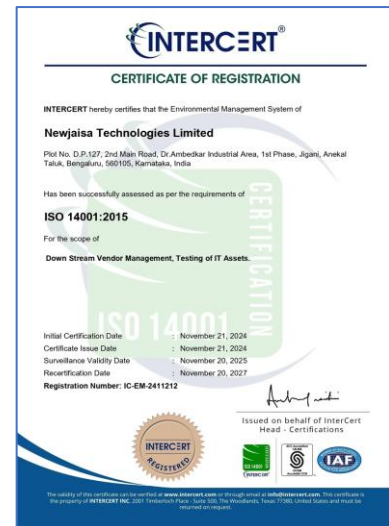 INTERCERT®
CERTIFICATE OF REGISTRATION
INTERCERT hereby certifies that the Environmental Management System of
Newjaisa Technologies Limited
Plot No. D.P.127, 2nd Main Road, Dr.Ambedkar Industrial Area, 1st Phase, Jigani, Anekal
Taluk, Bengaluru, 560105, Karnataka, India
Has been successfully assessed as per the requirements of
ISO 14001:2015
For the scope of
Down Stream Vendor Management, Testing of IT Assets.
CERTIFICATION
ISO 14001
Initial Certification Date : November 21, 2024
Certificate Issue Date : November 21, 2024
Surveillance Validity Date : November 20, 2025
Recertification Date : November 20, 2027
Registration Number: IC-EM-2411212
Issued on behalf of InterCert
Head - Certifications
INTERCERT
REGISTERED
IAF
The validity of this certificate can be verified at www.intercert.com or through email at info@intercert.com. This certificate is
the property of INTERCERT INC, 2001 Timberloch Place - Suite 500, The Woodlands, Texas 77380, United States and must be
returned on request.